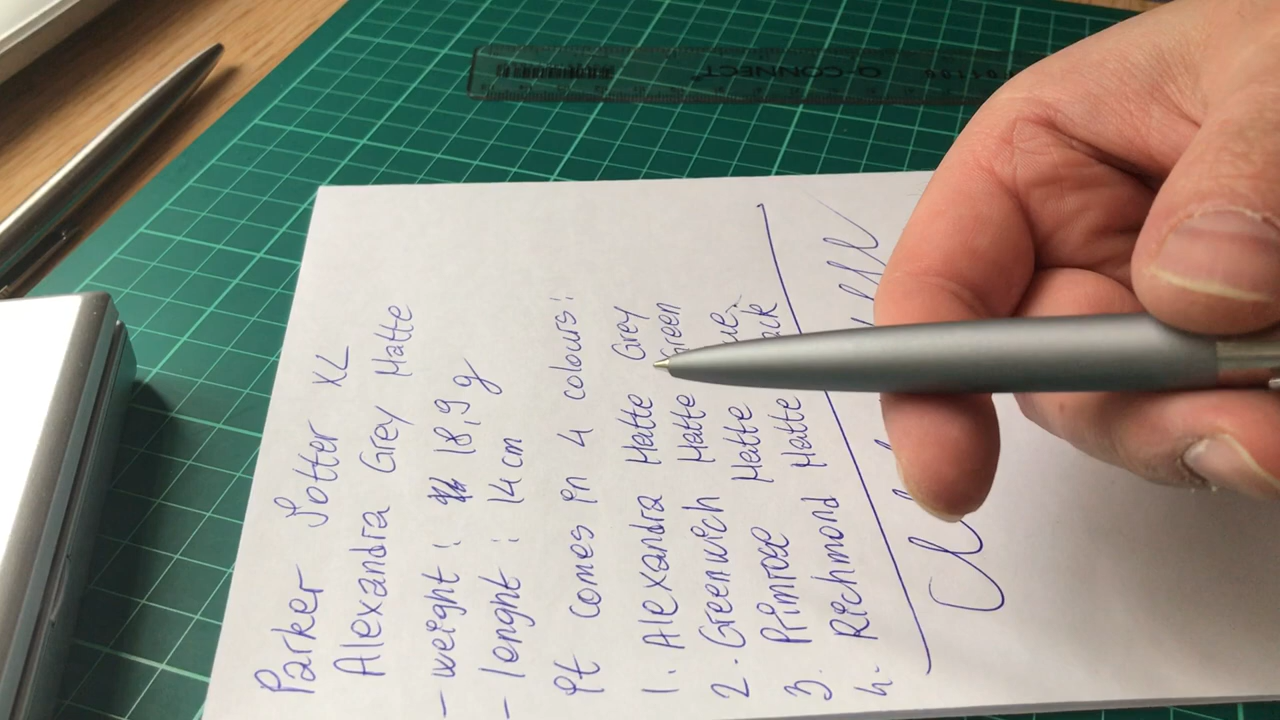 Parker Jotter XL
Alexandra Grey Matte
- weight : 18,9 g
- lenght : 14 cm
It comes in 4 colours:
1. Alexandra Matte Grey
2. Greenwich Matte Green
3. Primrose Matte
4. Richmond Matte
Q-CONNECT